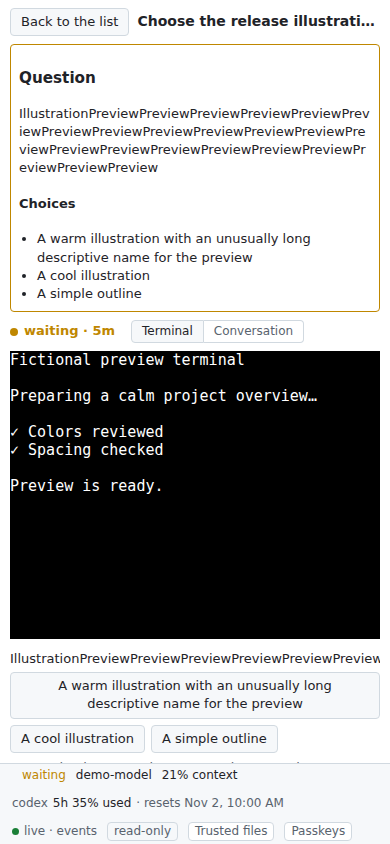 Back to the list Choose the release illustrati…
Question
IllustrationPreviewPreviewPreviewPreviewPreviewPrev
iewPreviewPreviewPreviewPreviewPreviewPreviewPre
viewPreviewPreviewPreviewPreviewPreviewPreviewPr
eviewPreviewPreview
Choices
• A warm illustration with an unusually long
descriptive name for the preview
• A cool illustration
• A simple outline
waiting · 5m Terminal Conversation
Fictional preview terminal
Preparing a calm project overview…
✓ Colors reviewed
✓ Spacing checked
Preview is ready.
IllustrationPreviewPreviewPreviewPreviewPreviewPreview
A warm illustration with an unusually long
descriptive name for the preview
A cool illustration A simple outline
waiting demo-model 21% context
codex 5h 35% used · resets Nov 2, 10:00 AM
live · events read-only Trusted files Passkeys